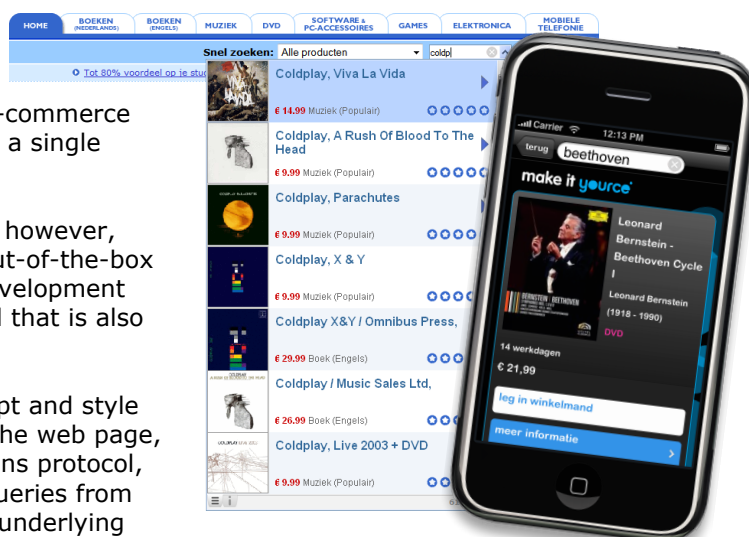 HOME
BOEKEN
(NEDERLANDS)
BOEKEN
(ENGELS)
MUZIEK
DVD
SOFTWARE &
PC-ACCESSOIRES
GAMES
ELEKTRONICA
MOBIELE
TELEFONIE
Snel zoeken: Alle producten coldp
Tot 80% voordeel op je stu
Coldplay, Viva La Vida
€ 14.99 Muziek (Populair)
Coldplay, A Rush Of Blood To The
Head
€ 9.99 Muziek (Populair)
Coldplay, Parachutes
€ 9.99 Muziek (Populair)
Coldplay, X & Y
€ 9.99 Muziek (Populair)
Coldplay X&Y / Omnibus Press,
€ 29.99 Boek (Engels)
Coldplay / Music Sales Ltd,
€ 26.99 Boek (Engels)
Coldplay, Live 2003 + DVD
€ 9.99 Muziek (Populair)
-commerce
a single
however,
ut-of-the-box
velopment
that is also
pt and style
he web page,
ns protocol,
ueries from
underlying
Carrier 12:13 PM
terug beethoven
make it yource
Leonard
Bernstein -
Beethoven Cycle
I
Leonard Bernstein
(1918 - 1990)
DVD
BERNSTEIN BEETHOVEN
14 werkdagen
€ 21,99
leg in winkelmand
meer informatie